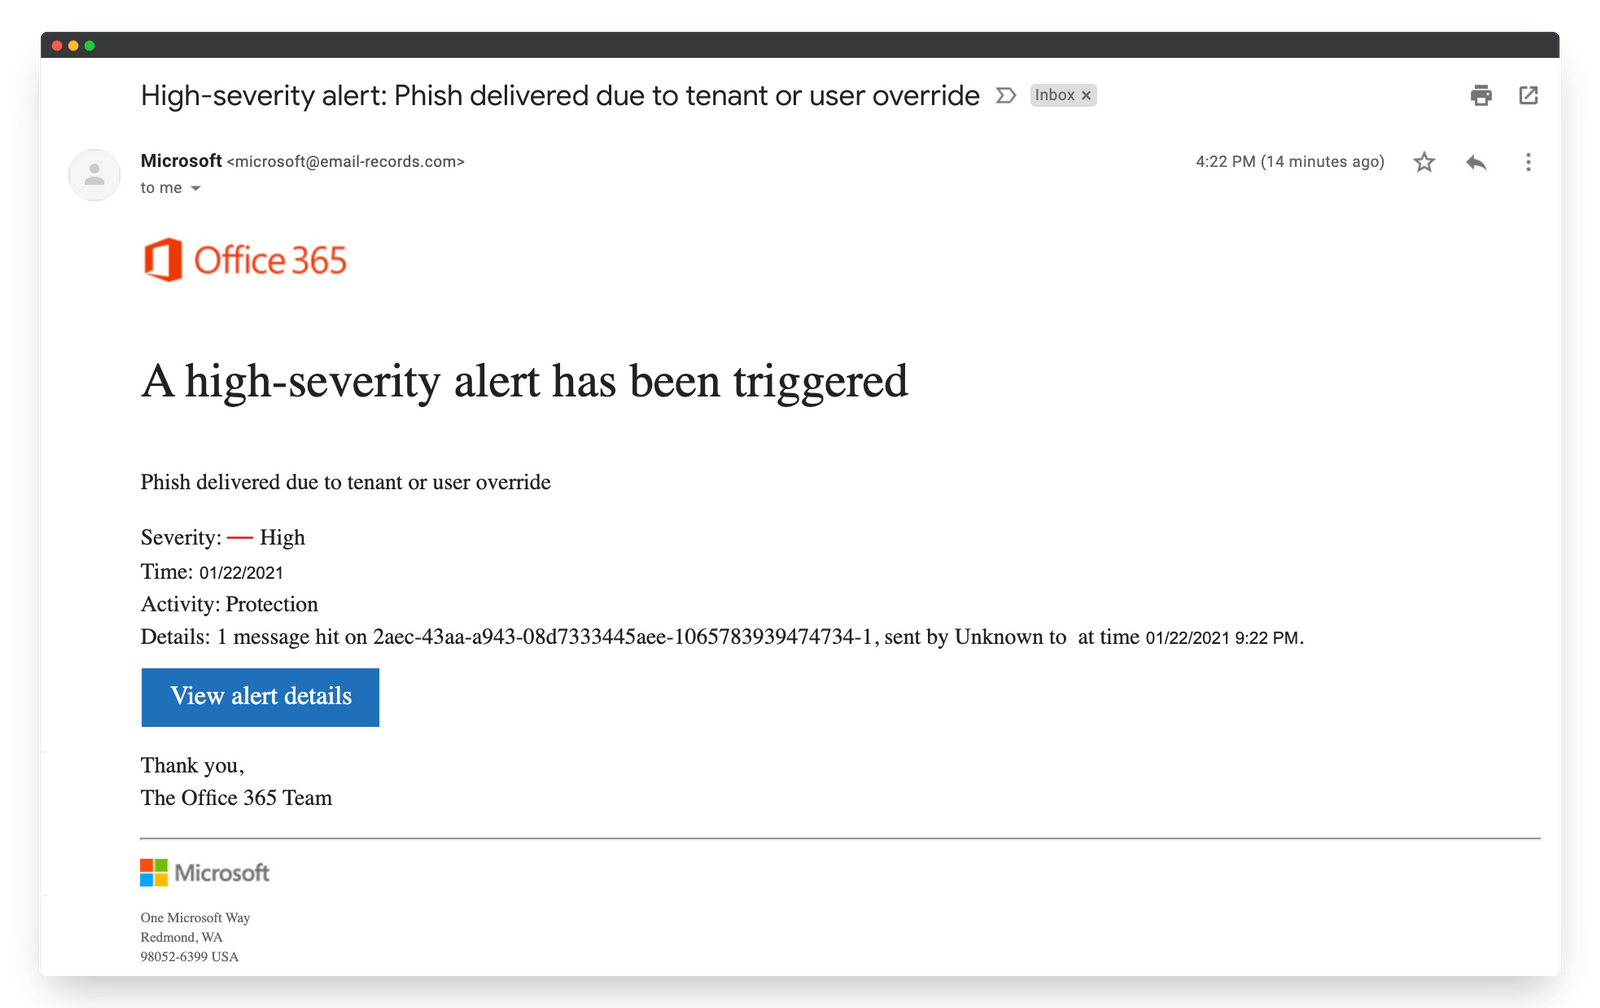 High-severity alert: Phish delivered due to tenant or user override Inbox ×
Microsoft <microsoft@email-records.com> 4:22 PM (14 minutes ago)
to me
Office 365
A high-severity alert has been triggered
Phish delivered due to tenant or user override
Severity: — High
Time: 01/22/2021
Activity: Protection
Details: 1 message hit on 2aec-43aa-a943-08d7333445aee-1065783939474734-1, sent by Unknown to  at time 01/22/2021 9:22 PM.
View alert details
Thank you,
The Office 365 Team
Microsoft
One Microsoft Way
Redmond, WA
98052-6399 USA